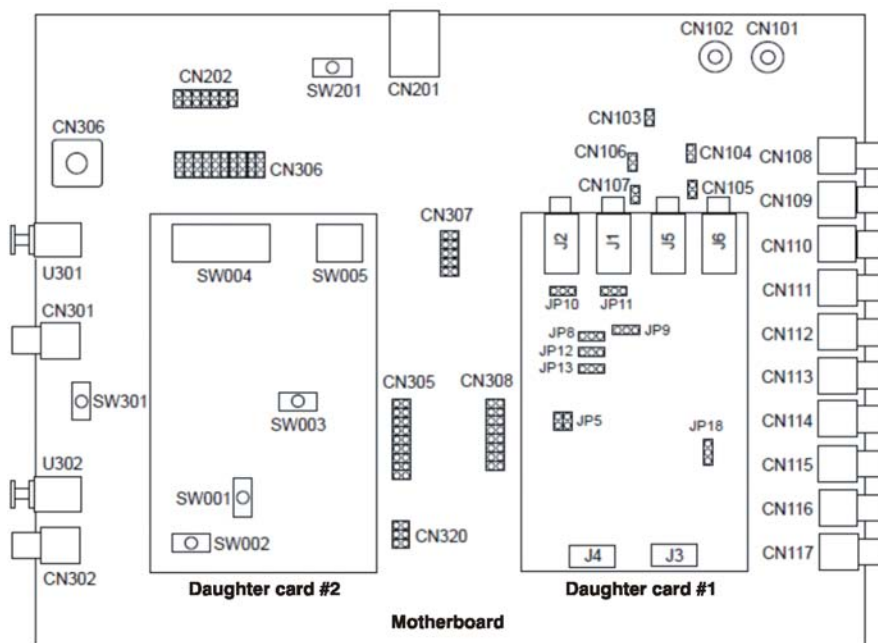 CN102 CN101
CN202
SW201
CN201
CN103
CN306
CN106
CN104
CN108
CN306
CN107
CN105
CN109
CN307
J2 J1 J5 J6
CN110
U301
SW004 SW005
CN111
JP10 JP11
CN301
JP8 JP9
CN112
JP12
JP13
CN113
CN305 CN308
SW301
SW003
JP5
CN114
JP18
U302
CN115
SW001
CN116
SW002
CN320
J4 J3
CN117
CN302
Daughter card #2 Daughter card #1
Motherboard